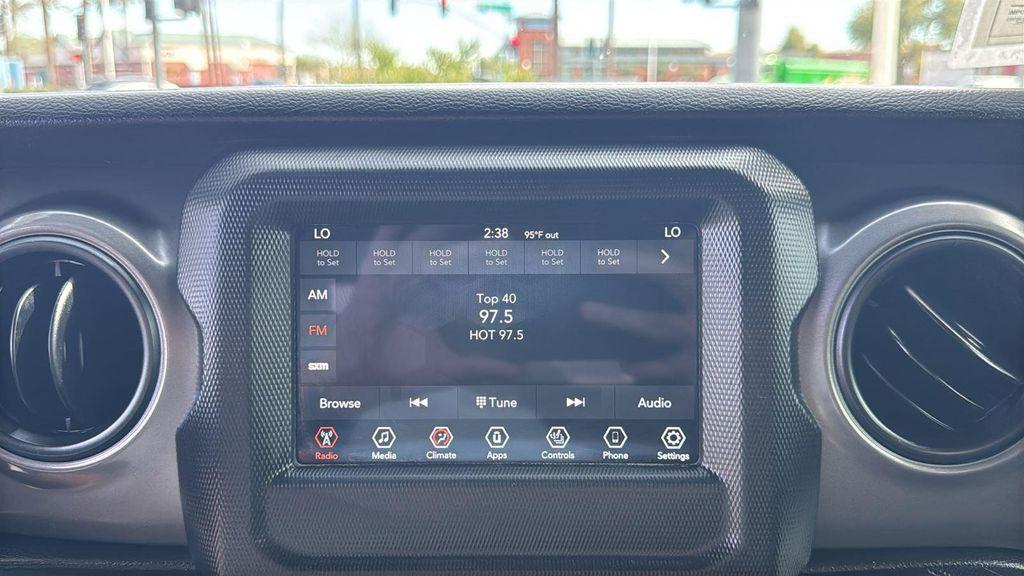 LO 2:38 95°F out LO
HOLD to Set HOLD to Set HOLD to Set HOLD to Set HOLD to Set HOLD to Set >
AM
FM
sxm
Top 40
97.5
HOT 97.5
Browse Tune Audio
Radio Media Climate Apps Controls Phone Settings